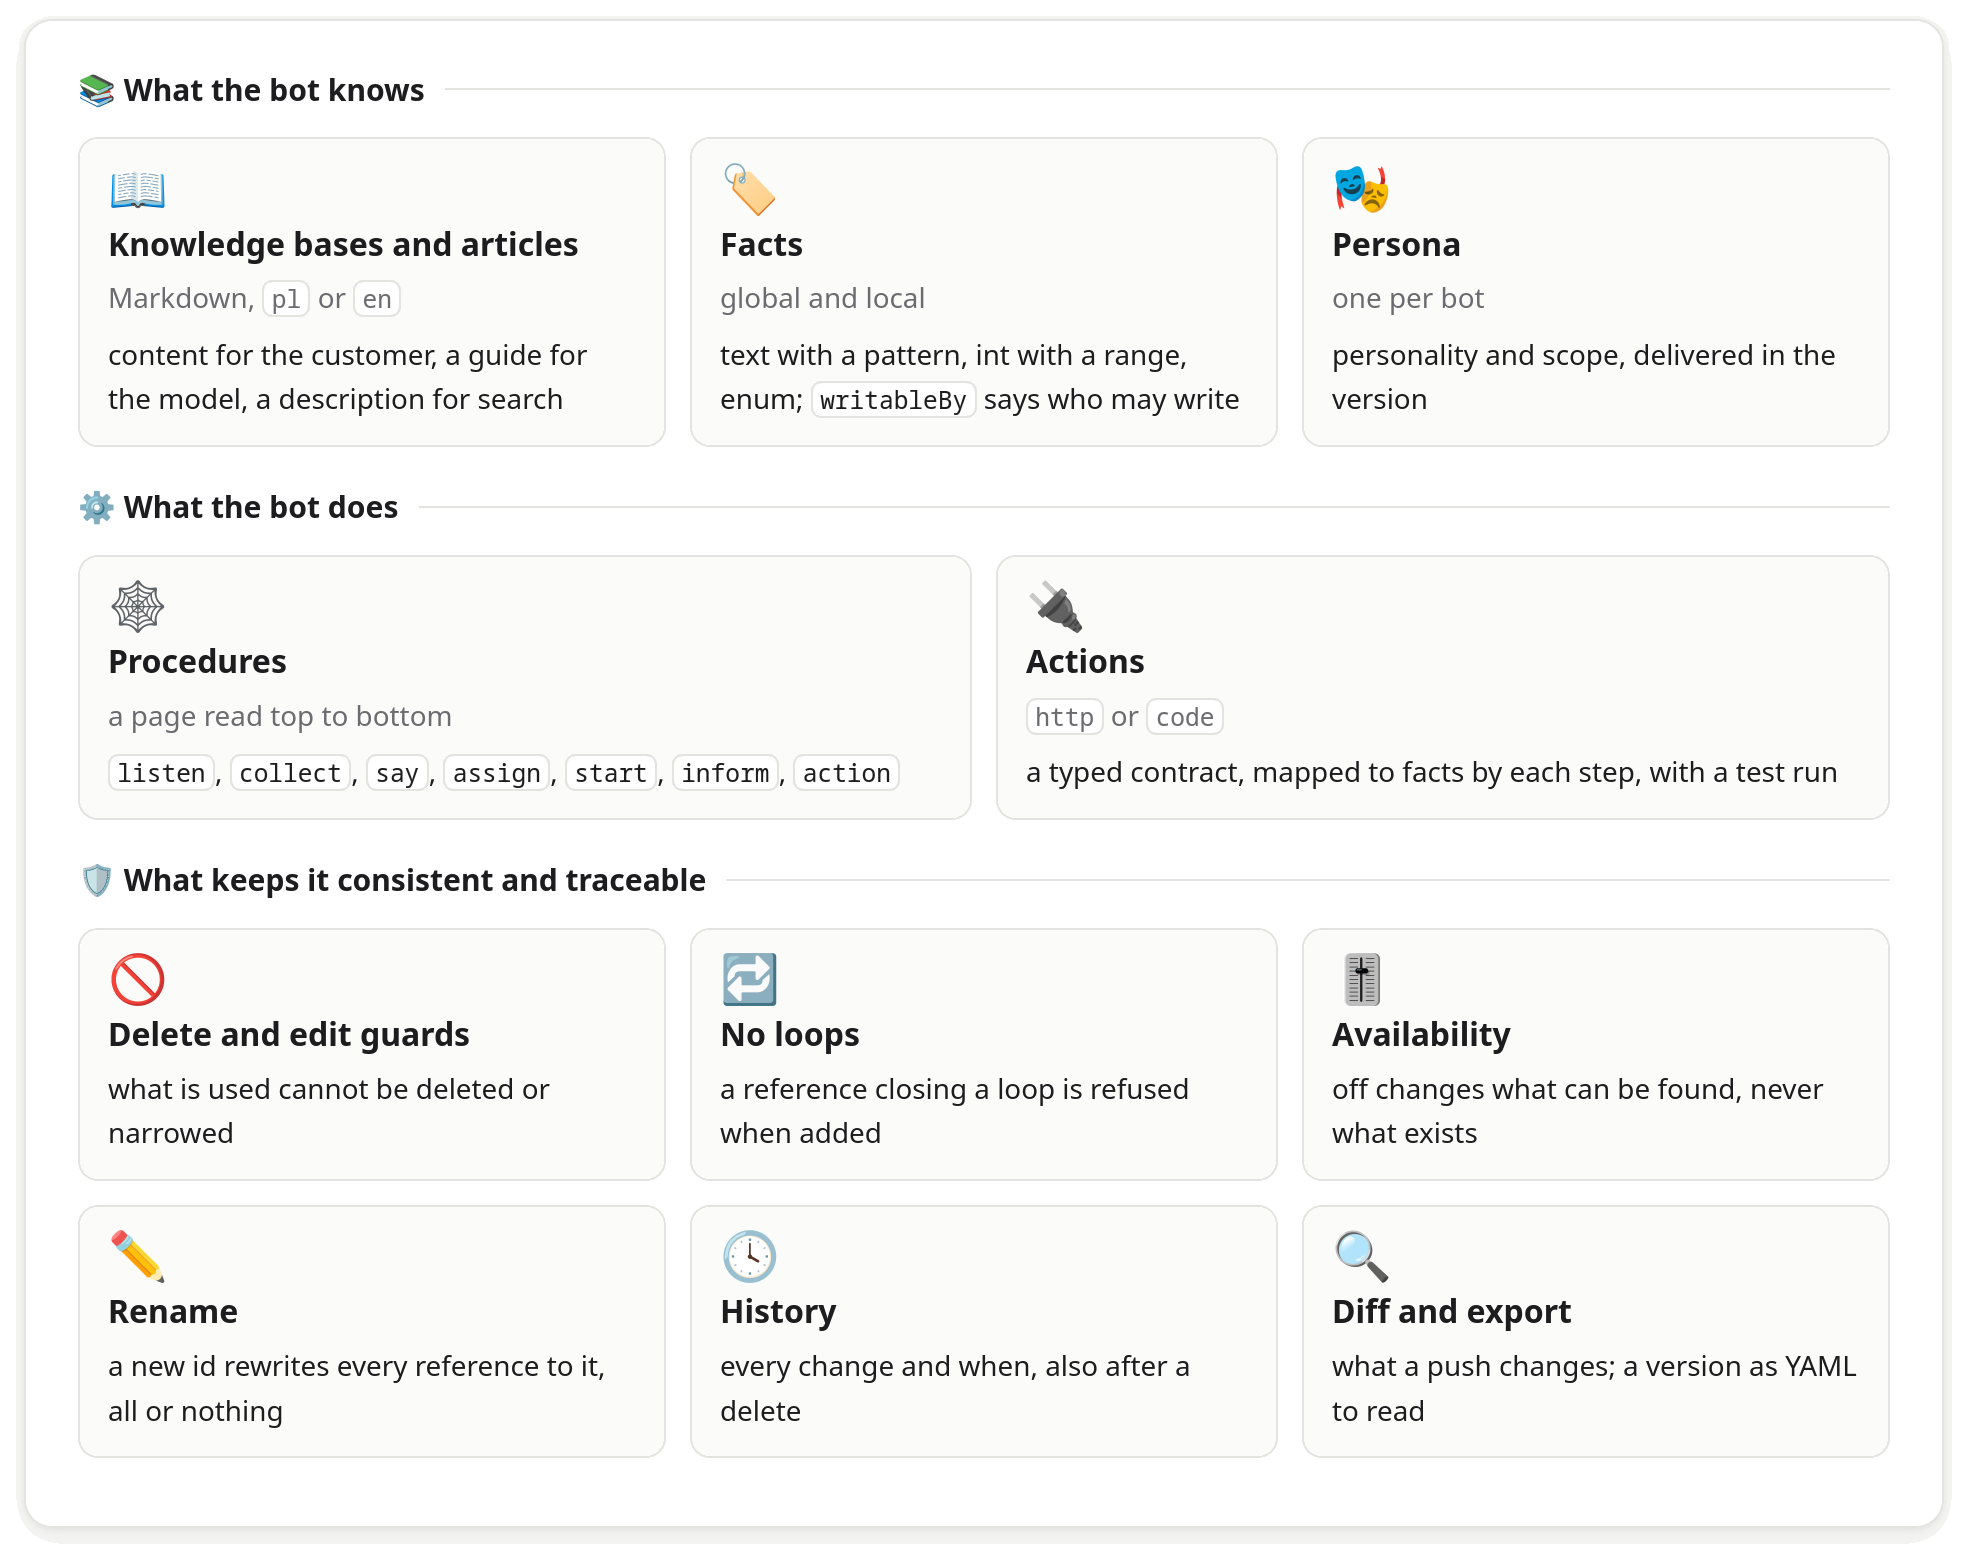 What the bot knows
Knowledge bases and articles
Markdown, pl or en
content for the customer, a guide for
the model, a description for search
Facts
global and local
text with a pattern, int with a range,
enum; writableBy says who may write
Persona
one per bot
personality and scope, delivered in the
version
What the bot does
Procedures
a page read top to bottom
listen, collect, say, assign, start, inform, action
Actions
http or code
a typed contract, mapped to facts by each step, with a test run
What keeps it consistent and traceable
Delete and edit guards
what is used cannot be deleted or
narrowed
No loops
a reference closing a loop is refused
when added
Availability
off changes what can be found, never
what exists
Rename
a new id rewrites every reference to it,
all or nothing
History
every change and when, also after a
delete
Diff and export
what a push changes; a version as YAML
to read